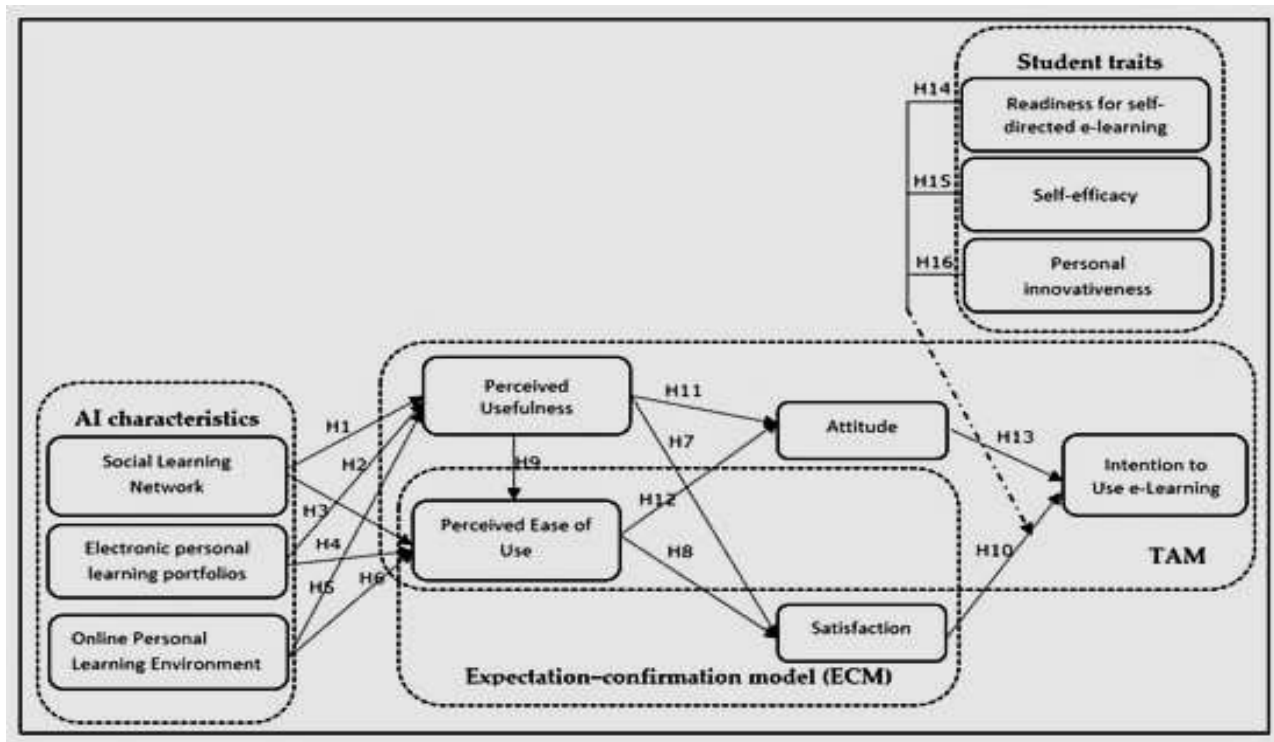 Student traits
H14
Readiness for self-
directed e-learning
H15
Self-efficacy
H16
Personal
innovativeness
AI characteristics
Social Learning
Network
Electronic personal
learning portfolios
Online Personal
Learning Environment
H1
H2
H3
H4
H5
H6
Perceived
Usefulness
H9
Perceived Ease of
Use
H11
H7
H12
H8
Attitude
Satisfaction
H13
H10
Intention to
Use e-Learning
TAM
Expectation–confirmation model (ECM)